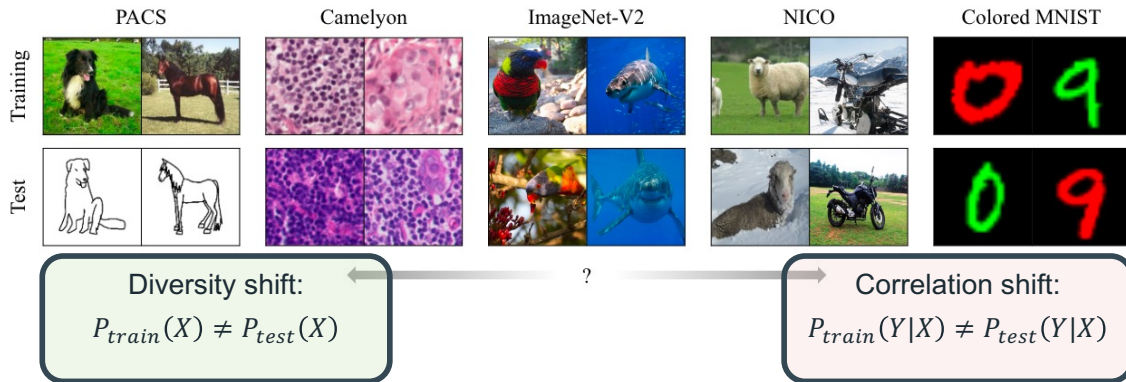 PACS Camelyon ImageNet-V2 NICO Colored MNIST
Training
Test
?
Diversity shift:
P_train(X) ≠ P_test(X)
Correlation shift:
P_train(Y|X) ≠ P_test(Y|X)